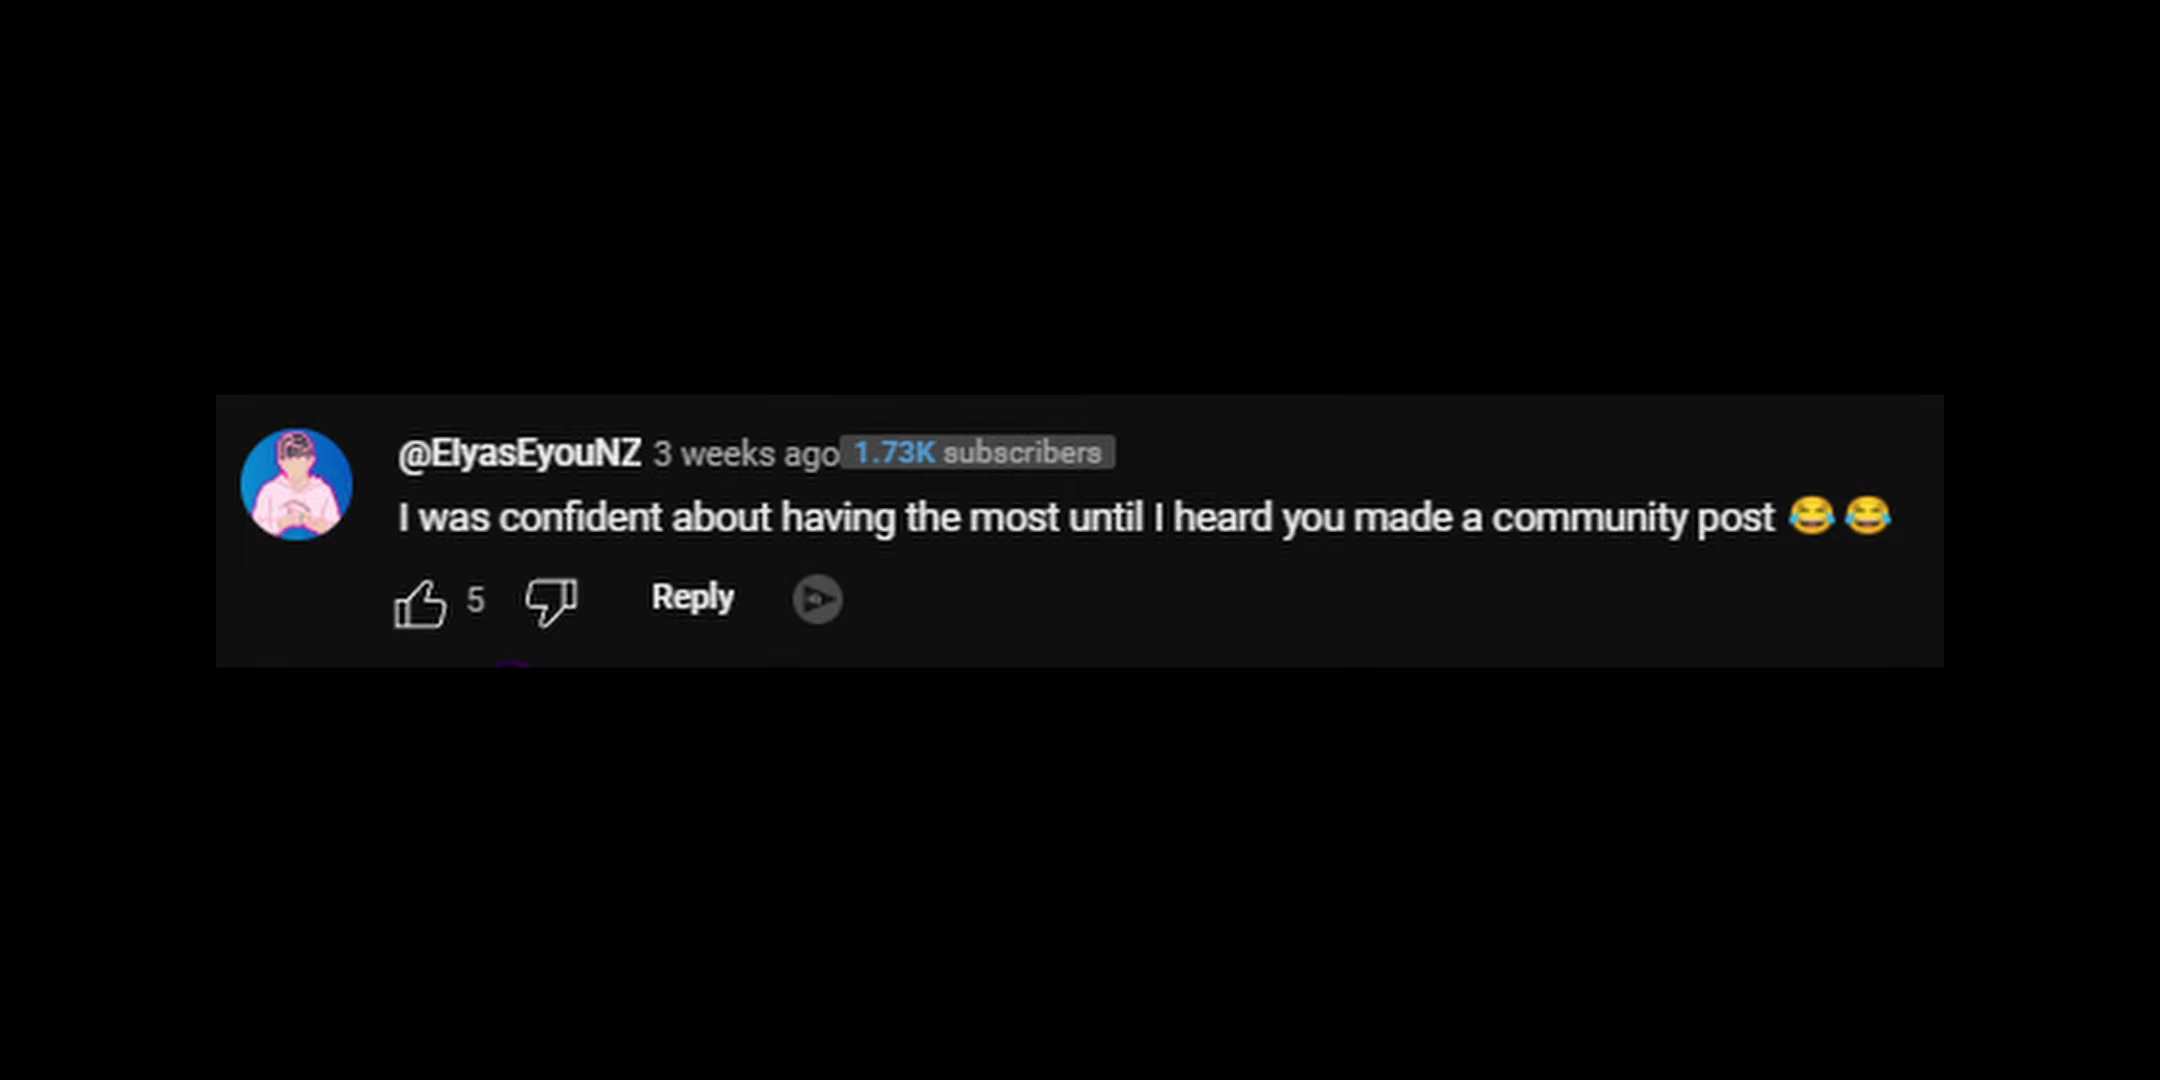 @ElyasEyouNZ 3 weeks ago 1.73K subscribers
I was confident about having the most until I heard you made a community post 😂😂
5 Reply